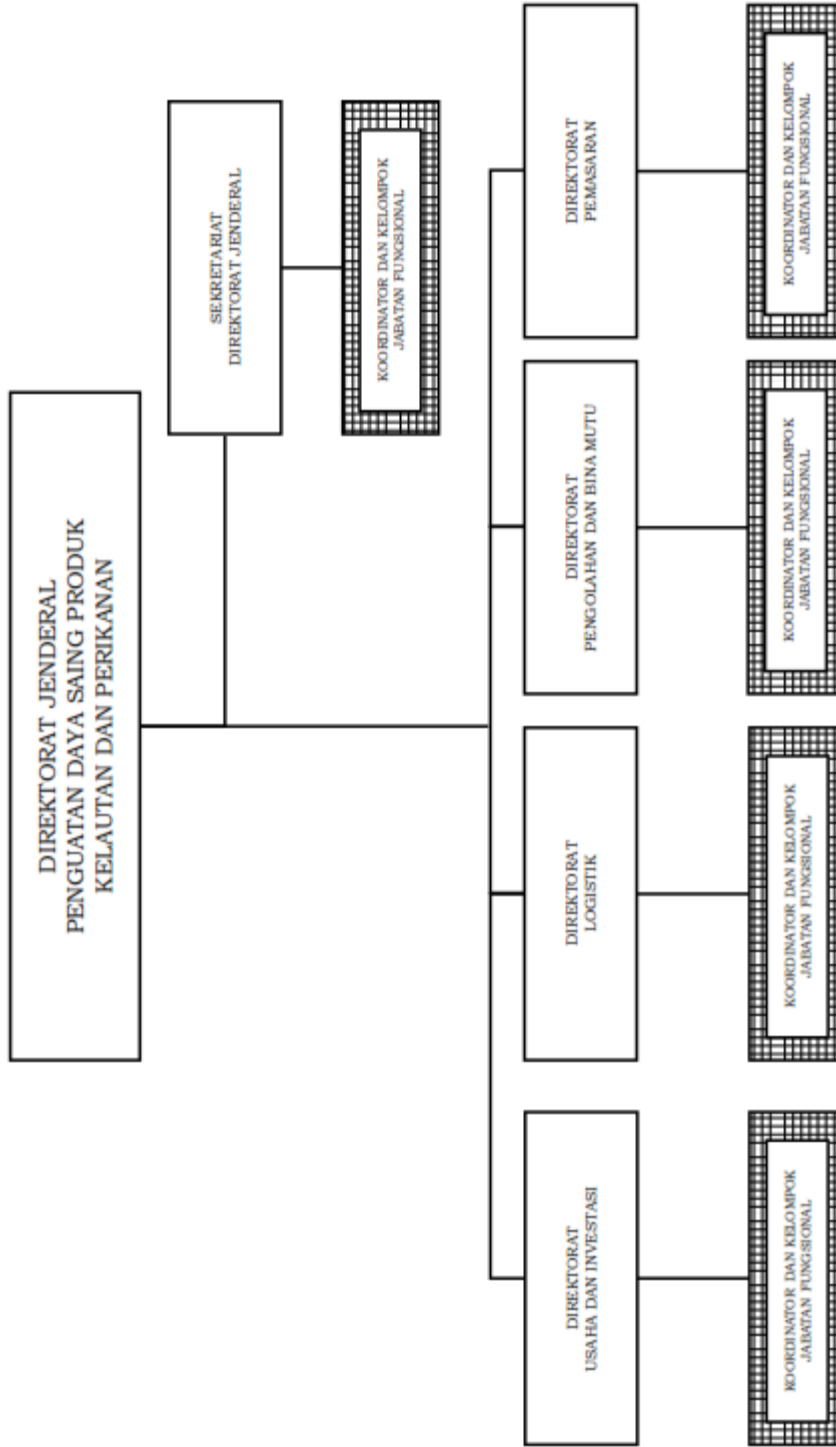 DIREKTORAT JENDERAL
PENGUATAN DAYA SAING PRODUK
KELAUTAN DAN PERIKANAN
SEKRETARIAT
DIREKTORAT JENDERAL
KOORDINATOR DAN KELOMPOK
JABATAN FUNGSIONAL
DIREKTORAT
USAHA DAN INVESTASI
DIREKTORAT
LOGISTIK
DIREKTORAT
PENGOLAHAN DAN BINA MUTU
DIREKTORAT
PEMASARAN
KOORDINATOR DAN KELOMPOK
JABATAN FUNGSIONAL
KOORDINATOR DAN KELOMPOK
JABATAN FUNGSIONAL
KOORDINATOR DAN KELOMPOK
JABATAN FUNGSIONAL
KOORDINATOR DAN KELOMPOK
JABATAN FUNGSIONAL